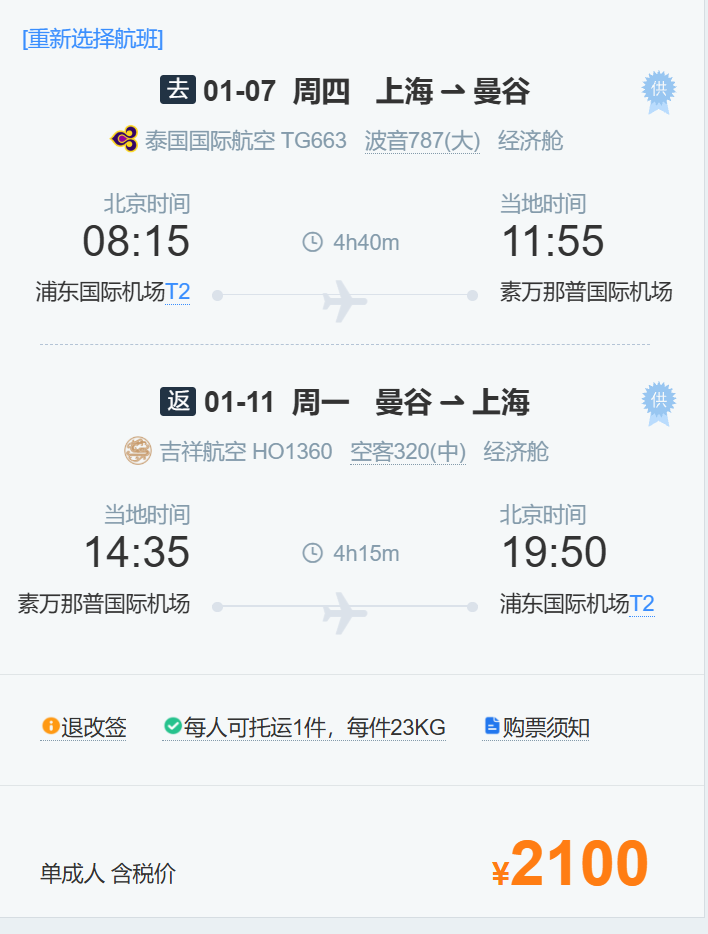 [重新选择航班]
去 01-07 周四 上海 ⇀ 曼谷 供
泰国国际航空 TG663 波音787(大) 经济舱
北京时间 当地时间
08:15 4h40m 11:55
浦东国际机场T2 素万那普国际机场
返 01-11 周一 曼谷 ⇀ 上海 供
吉祥航空 HO1360 空客320(中) 经济舱
当地时间 北京时间
14:35 4h15m 19:50
素万那普国际机场 浦东国际机场T2
退改签 每人可托运1件，每件23KG 购票须知
单成人 含税价 ¥2100